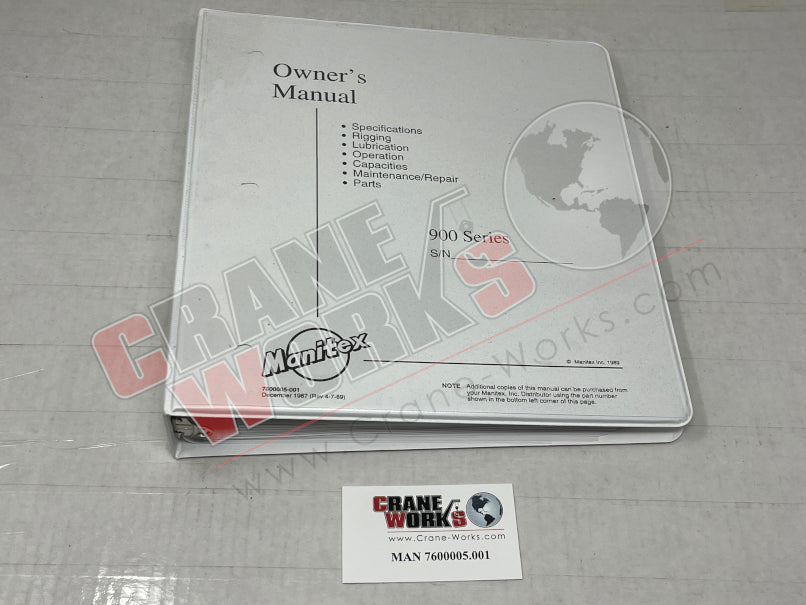 Owner's
Manual
• Specifications
• Rigging
• Lubrication
• Operation
• Capacities
• Maintenance/Repair
• Parts
900 Series
S/N
Manitex
© Manitex Inc. 1989
7600005-001
December 1987 (Rev 4-7-89)
NOTE Additional copies of this manual can be purchased from
your Manitex, Inc. Distributor using the part number
shown in the bottom left corner of this page.
CRANE
WORKS
www.Crane-Works.com
CRANE
WORKS
www.Crane-Works.com
MAN 7600005.001